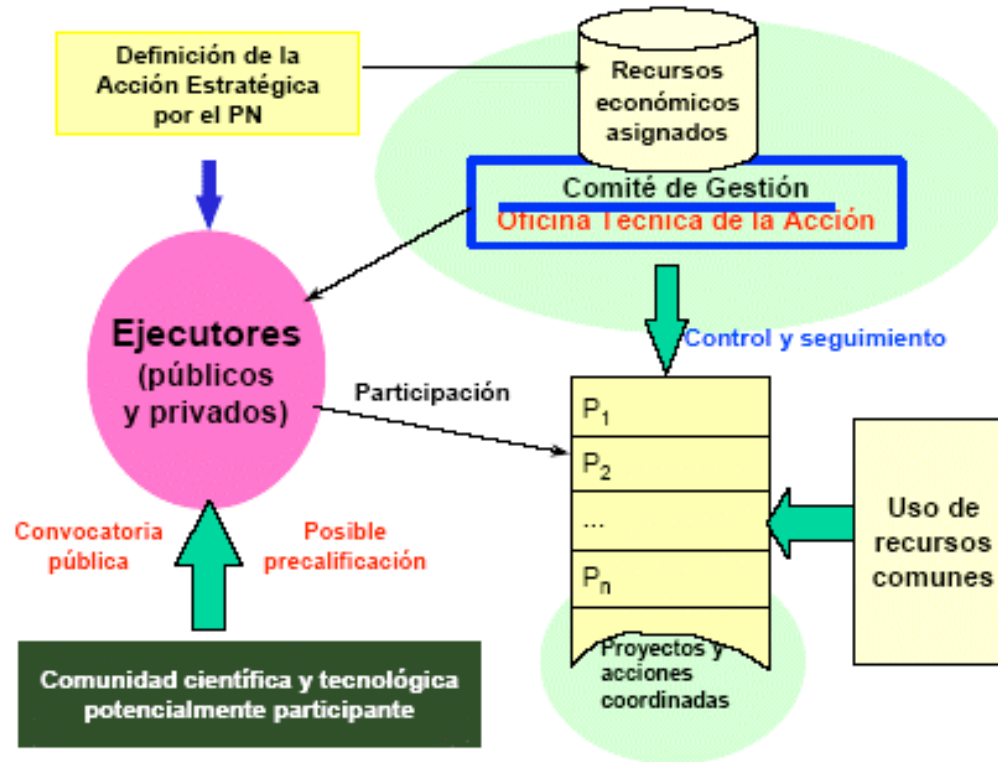 Definición de la
Acción Estratégica
por el PN
Recursos
económicos
asignados
Comité de Gestión
Oficina Técnica de la Acción
Control y seguimiento
Ejecutores
(públicos
y privados)
Participación
P1
P2
...
Pn
Proyectos y
acciones
coordinadas
Uso de
recursos
comunes
Convocatoria
pública
Posible
precalificación
Comunidad científica y tecnológica
potencialmente participante